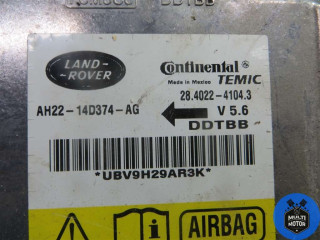 DDTBB
LAND-
ROVER
Continental
Made in Mexico TEMIC
28.4022-4104.3
AH22-14D374-AG
V 5.6
DDTBB
*UBV9H29AR3K*
AIRBAG
MULTI
MOTOR